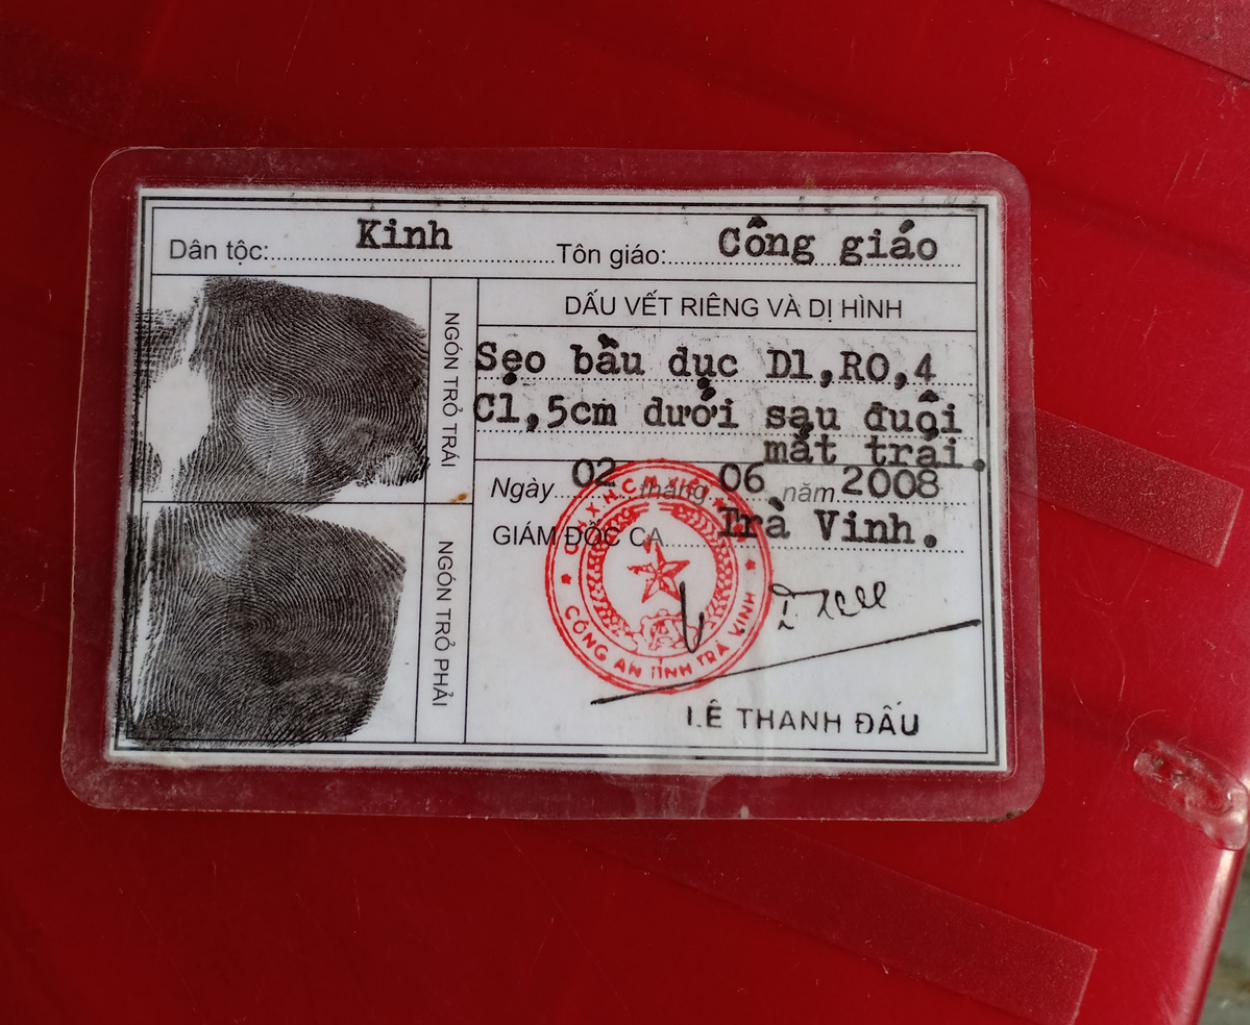 Dân tộc: Kinh Tôn giáo: Công giáo
NGÓN TRỎ TRÁI
DẤU VẾT RIÊNG VÀ DỊ HÌNH
Sẹo bầu dục D1,RO,4
C1,5cm dưới sau đuôi
mắt trái.
Ngày 02 tháng 06 năm 2008
GIÁM ĐỐC CA Trà Vinh.
NGÓN TRỎ PHẢI
CÔNG AN TỈNH TRÀ VINH
LÊ THANH ĐẤU